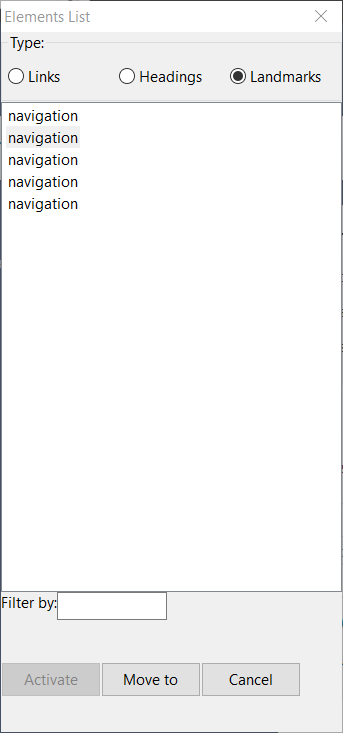 Elements List
Type:
Links Headings Landmarks
navigation
navigation
navigation
navigation
navigation
Filter by:
Activate Move to Cancel